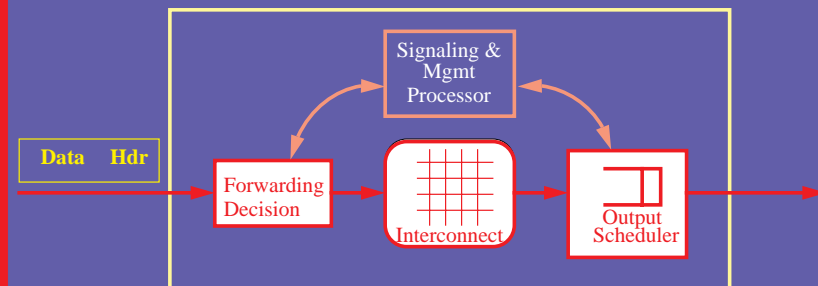 Signaling &
Mgmt
Processor
Data Hdr
Forwarding
Decision
Interconnect
Output
Scheduler